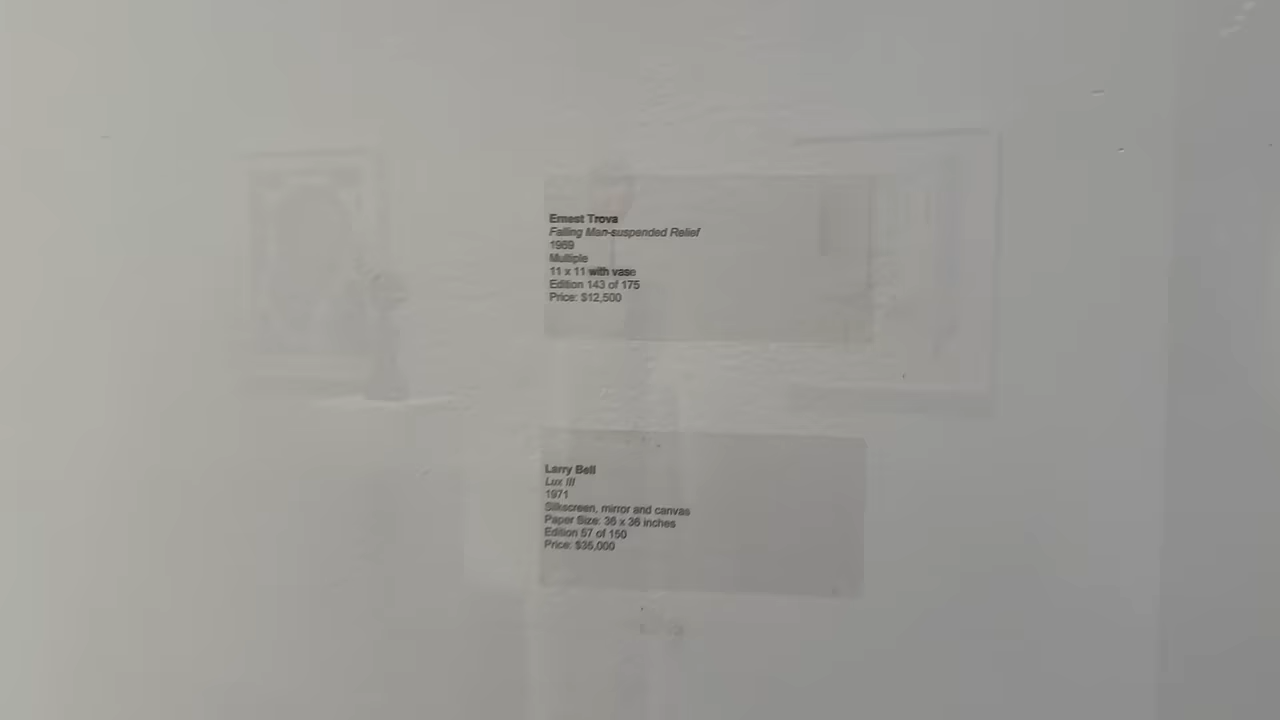 Ernest Trova
Falling Man-suspended Relief
1969
Multiple
11 x 11 with vase
Edition 143 of 175
Price: $12,500
Larry Bell
Lux III
1971
Silkscreen, mirror and canvas
Paper Size: 36 x 36 inches
Edition 57 of 150
Price: $35,000